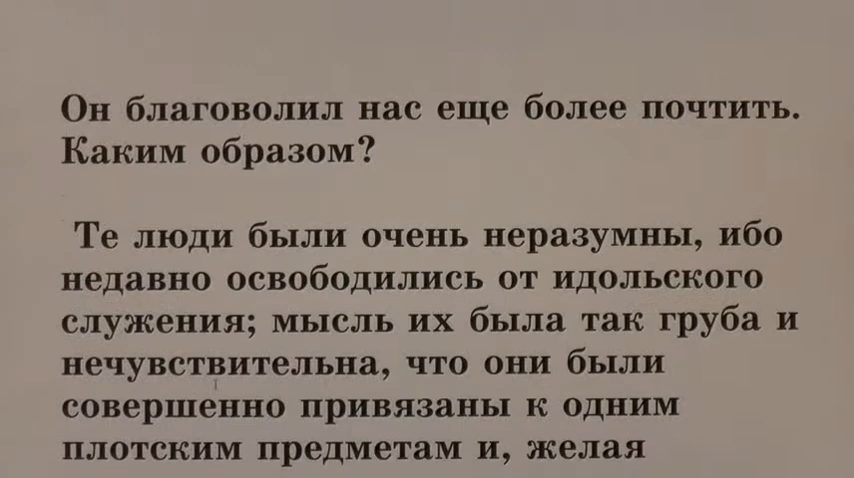 Он благоволил нас еще более почтить.
Каким образом?
Те люди были очень неразумны, ибо
недавно освободились от идольского
служения; мысль их была так груба и
нечувствительна, что они были
совершенно привязаны к одним
плотским предметам и, желая